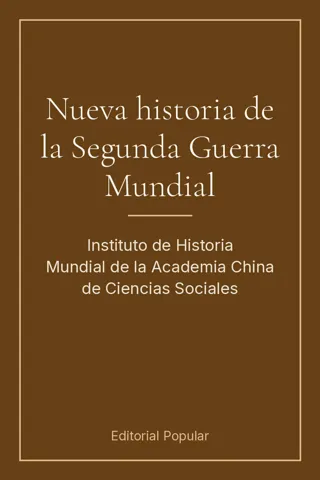 Nueva historia de
la Segunda Guerra
Mundial
Instituto de Historia
Mundial de la Academia China
de Ciencias Sociales
Editorial Popular